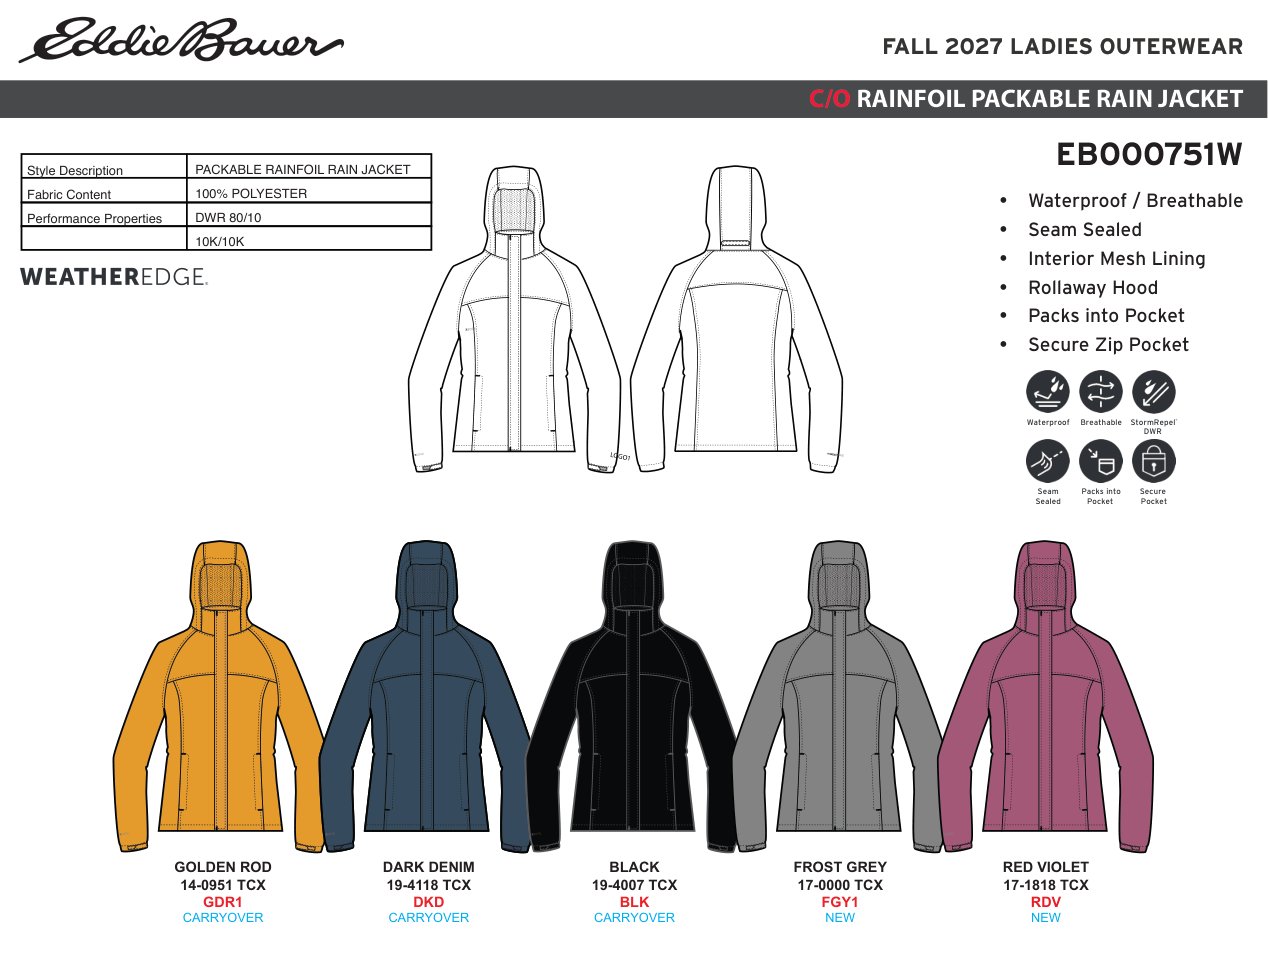 Eddie Bauer
FALL 2027 LADIES OUTERWEAR
C/O RAINFOIL PACKABLE RAIN JACKET
Style Description PACKABLE RAINFOIL RAIN JACKET
Fabric Content 100% POLYESTER
Performance Properties DWR 80/10
10K/10K
WEATHEREDGE
EB000751W
• Waterproof / Breathable
• Seam Sealed
• Interior Mesh Lining
• Rollaway Hood
• Packs into Pocket
• Secure Zip Pocket
Waterproof Breathable StormRepel
DWR
Seam Packs into Secure
Sealed Pocket Pocket
LOGO1
GOLDEN ROD
14-0951 TCX
GDR1
CARRYOVER
DARK DENIM
19-4118 TCX
DKD
CARRYOVER
BLACK
19-4007 TCX
BLK
CARRYOVER
FROST GREY
17-0000 TCX
FGY1
NEW
RED VIOLET
17-1818 TCX
RDV
NEW